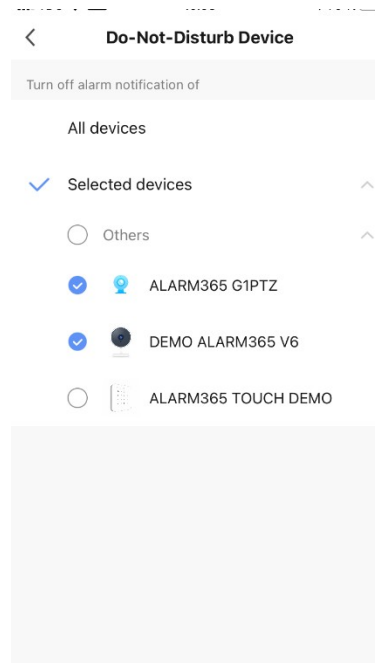 Do-Not-Disturb Device
Turn off alarm notification of
All devices
Selected devices
Others
ALARM365 G1PTZ
DEMO ALARM365 V6
ALARM365 TOUCH DEMO